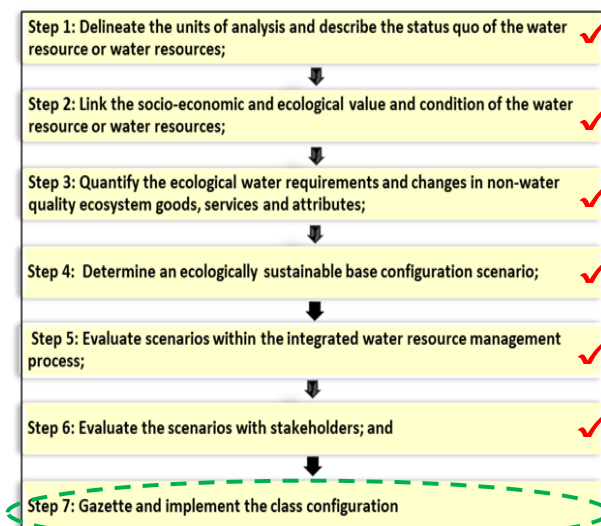 Step 1: Delineate the units of analysis and describe the status quo of the water
resource or water resources;
Step 2: Link the socio-economic and ecological value and condition of the water
resource or water resources;
Step 3: Quantify the ecological water requirements and changes in non-water
quality ecosystem goods, services and attributes;
Step 4: Determine an ecologically sustainable base configuration scenario;
Step 5: Evaluate scenarios within the integrated water resource management
process;
Step 6: Evaluate the scenarios with stakeholders; and
Step 7: Gazette and implement the class configuration